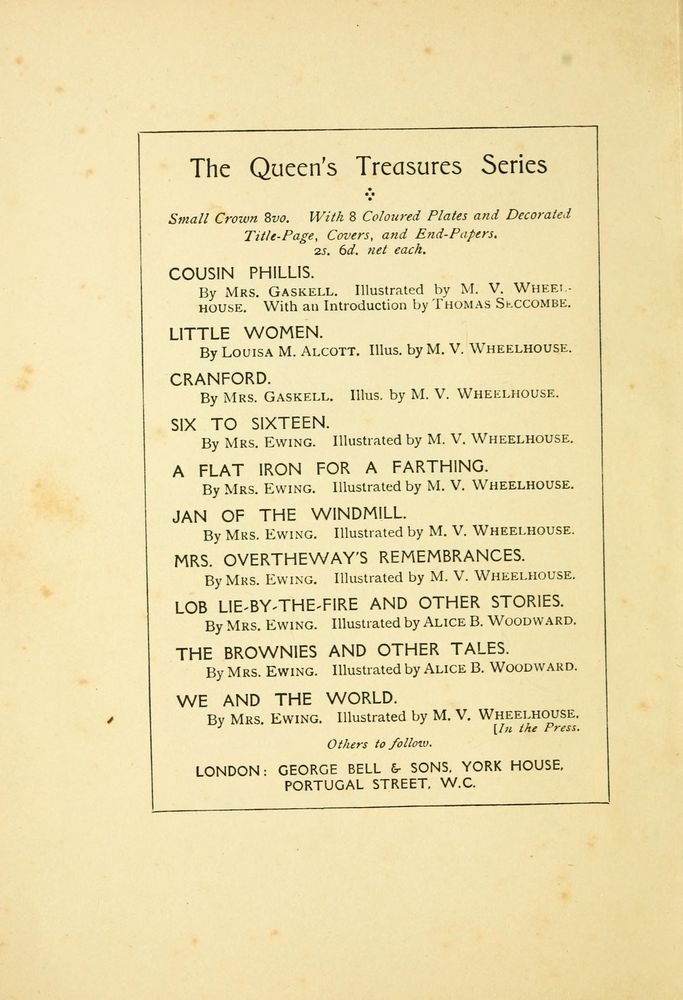 The Queen's Treasures Series
Small Crown 8vo. With 8 Coloured Plates and Decorated
Title-Page, Covers, and End-Papers.
2s. 6d. net each.
COUSIN PHILLIS.
By MRS. GASKELL. Illustrated by M. V. WHEEL-
HOUSE. With an Introduction by THOMAS SECCOMBE.
LITTLE WOMEN.
By LOUISA M. ALCOTT. Illus. by M. V. WHEELHOUSE.
CRANFORD.
By MRS. GASKELL. Illus. by M. V. WHEELHOUSE.
SIX TO SIXTEEN.
By MRS. EWING. Illustrated by M. V. WHEELHOUSE.
A FLAT IRON FOR A FARTHING.
By MRS. EWING. Illustrated by M. V. WHEELHOUSE.
JAN OF THE WINDMILL.
By MRS. EWING. Illustrated by M. V. WHEELHOUSE.
MRS. OVERTHEWAY'S REMEMBRANCES.
By MRS. EWING. Illustrated by M. V. WHEELHOUSE.
LOB LIE-BY-THE-FIRE AND OTHER STORIES.
By MRS. EWING. Illustrated by ALICE B. WOODWARD.
THE BROWNIES AND OTHER TALES.
By MRS. EWING. Illustrated by ALICE B. WOODWARD.
WE AND THE WORLD.
By MRS. EWING. Illustrated by M. V. WHEELHOUSE.
[In the Press.
Others to follow.
LONDON: GEORGE BELL & SONS, YORK HOUSE,
PORTUGAL STREET, W.C.